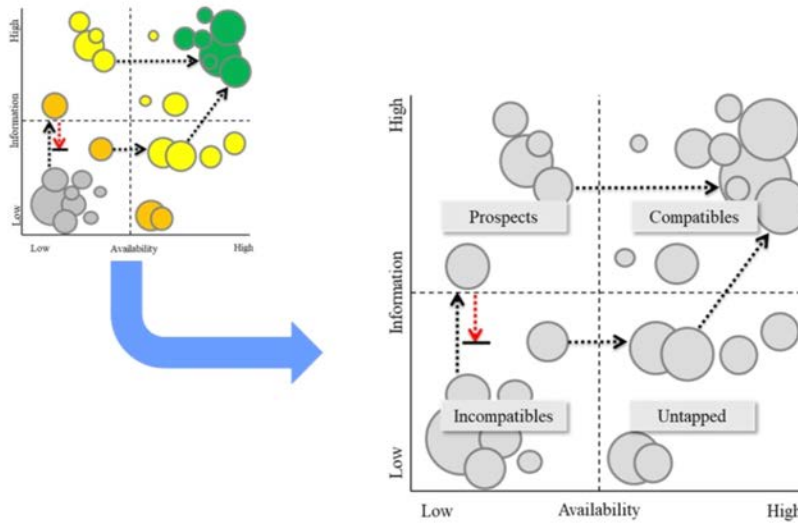 High
Information
Low
Low
Availability
High
High
Information
Low
Prospects
Compatibles
Incompatibles
Untapped
Low
Availability
High